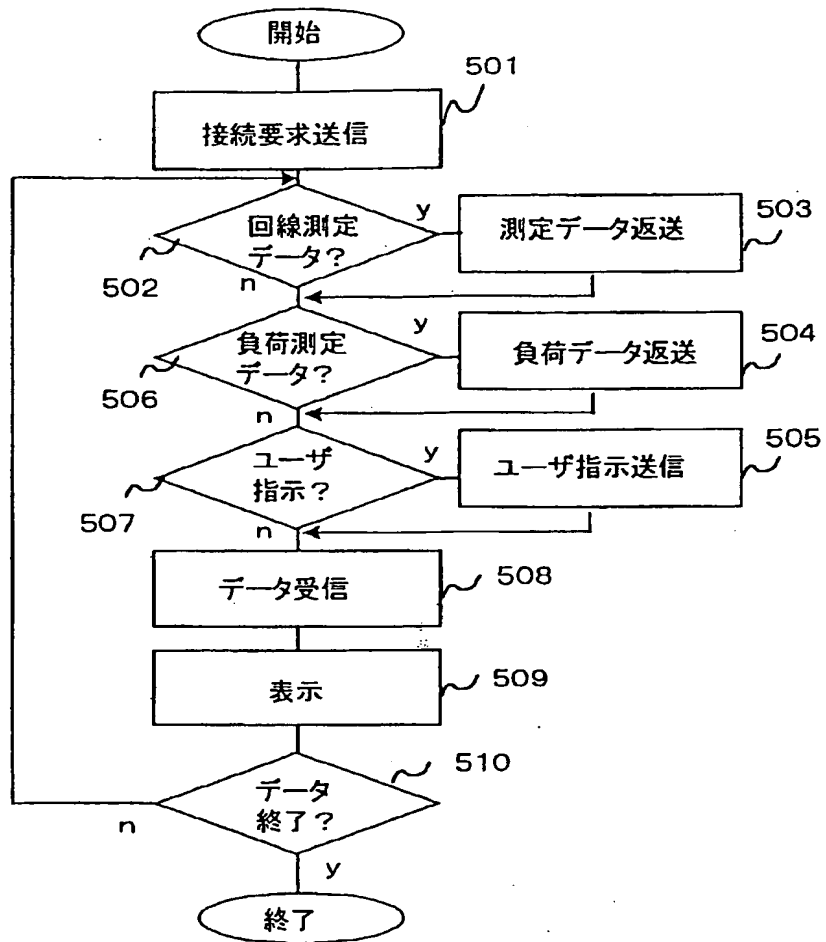 開始
501
接続要求送信
回線測定
データ?
y
測定データ返送
503
502
n
負荷測定
データ?
y
負荷データ返送
504
506
n
ユーザ
指示?
y
ユーザ指示送信
505
507
n
データ受信
508
表示
509
データ
終了?
510
n
y
終了